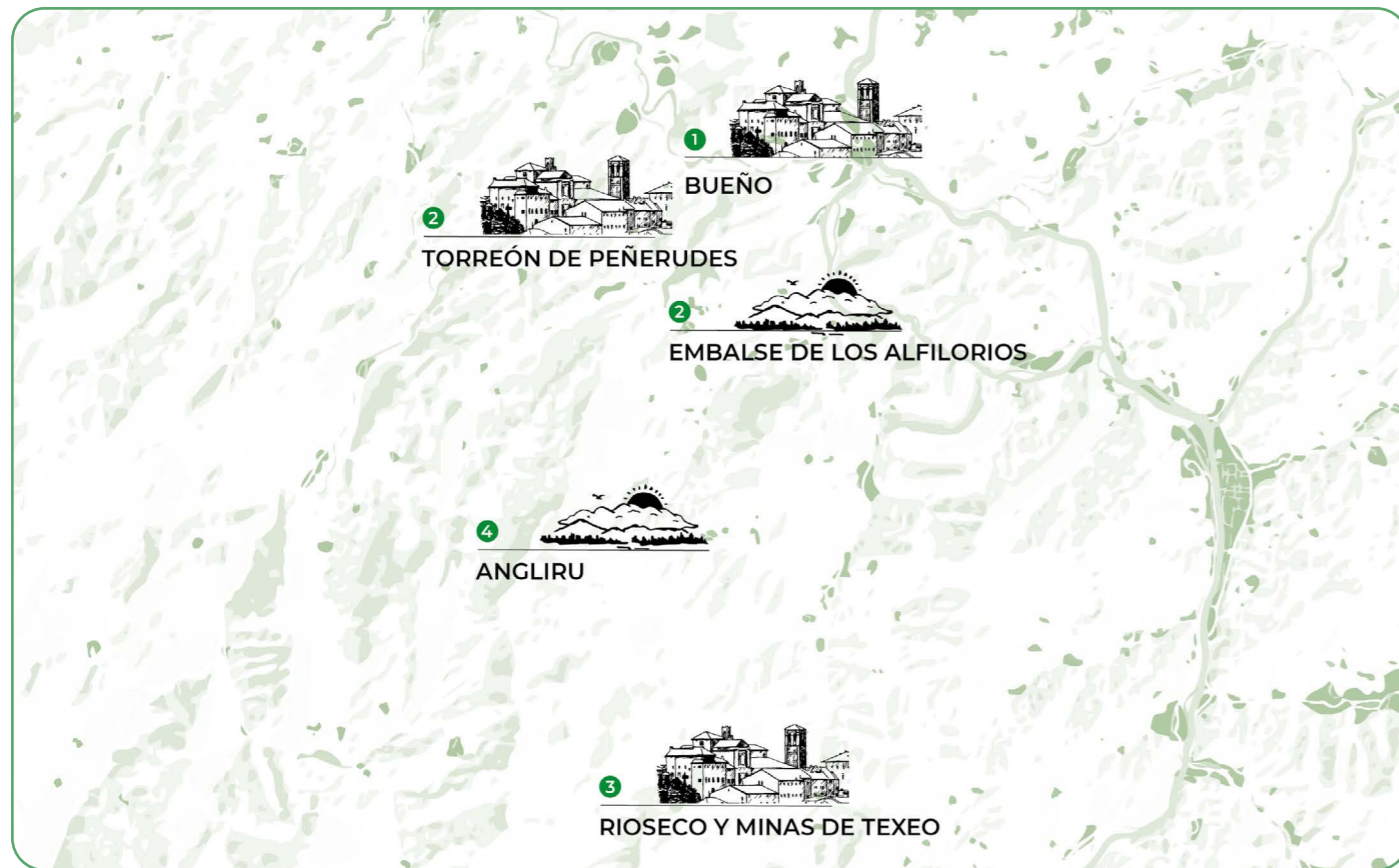 1
BUEÑO
2
TORREÓN DE PEÑERUDES
2
EMBALSE DE LOS ALFILORIOS
4
ANGLIRU
3
RIOSECO Y MINAS DE TEXEO